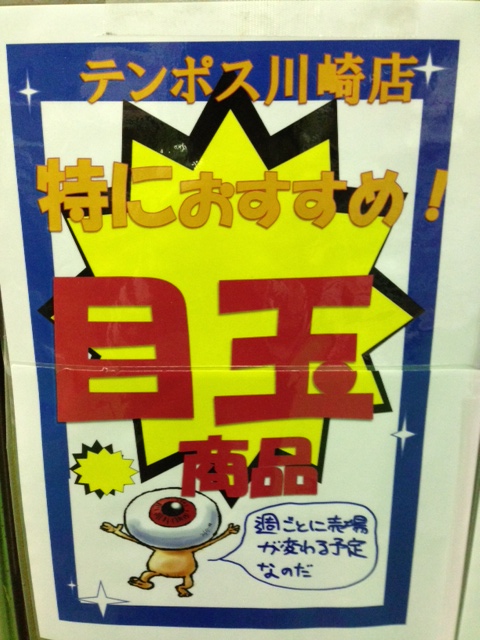 テンポス川崎店
特におすすめ！
目玉
商品
週ごとに売場
が変わる予定
なのだ